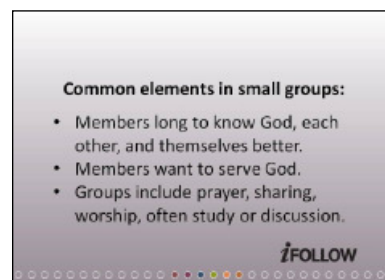 Common elements in small groups:
• Members long to know God, each
other, and themselves better.
• Members want to serve God.
• Groups include prayer, sharing,
worship, often study or discussion.
iFOLLOW